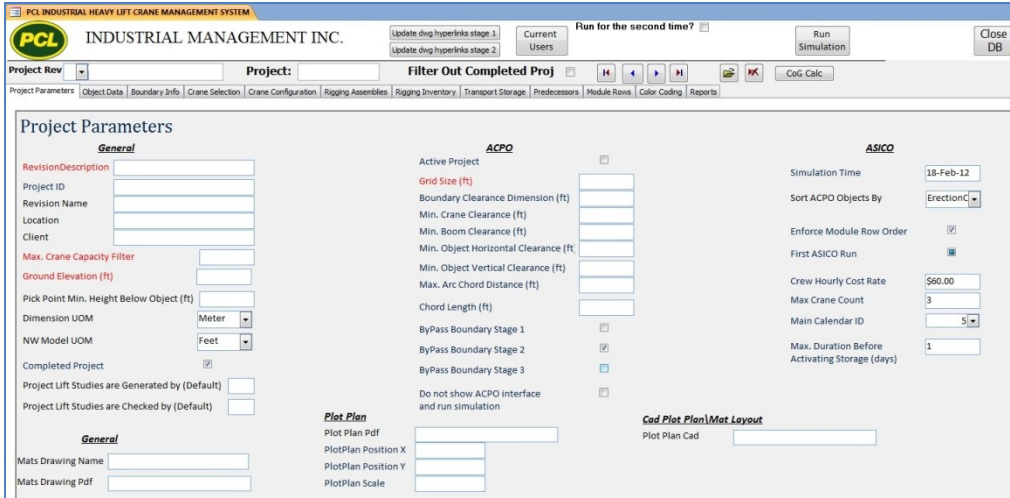 PCL INDUSTRIAL HEAVY LIFT CRANE MANAGEMENT SYSTEM
PCL INDUSTRIAL MANAGEMENT INC. Update dwg hyperlinks stage 1 Current Users Run for the second time? Run Simulation Close DB
Update dwg hyperlinks stage 2
Project Rev Project: Filter Out Completed Proj CoG Calc
Project Parameters Object Data Boundary Info Crane Selection Crane Configuration Rigging Assemblies Rigging Inventory Transport Storage Predecessors Module Rows Color Coding Reports
Project Parameters
General
RevisionDescription
Project ID
Revision Name
Location
Client
Max. Crane Capacity Filter
Ground Elevation (ft)
Pick Point Min. Height Below Object (ft)
Dimension UOM Meter
NW Model UOM Feet
Completed Project
Project Lift Studies are Generated by (Default)
Project Lift Studies are Checked by (Default)
General
Mats Drawing Name
Mats Drawing Pdf
ACPO
Active Project
Grid Size (ft)
Boundary Clearance Dimension (ft)
Min. Crane Clearance (ft)
Min. Boom Clearance (ft)
Min. Object Horizontal Clearance (ft
Min. Object Vertical Clearance (ft)
Max. Arc Chord Distance (ft)
Chord Length (ft)
ByPass Boundary Stage 1
ByPass Boundary Stage 2
ByPass Boundary Stage 3
Do not show ACPO interface
and run simulation
Plot Plan
Plot Plan Pdf
PlotPlan Position X
PlotPlan Position Y
PlotPlan Scale
ASICO
Simulation Time 18-Feb-12
Sort ACPO Objects By ErectionC
Enforce Module Row Order
First ASICO Run
Crew Hourly Cost Rate $60.00
Max Crane Count 3
Main Calendar ID 5
Max. Duration Before 1
Activating Storage (days)
Cad Plot Plan\Mat Layout
Plot Plan Cad